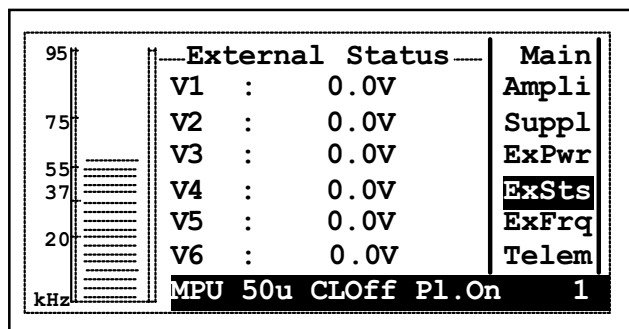 95
75
55
37
20
kHz
External Status
V1 : 0.0V
V2 : 0.0V
V3 : 0.0V
V4 : 0.0V
V5 : 0.0V
V6 : 0.0V
Main
Ampli
Suppl
ExPwr
ExSts
ExFrq
Telem
MPU 50u CLOff Pl.On 1